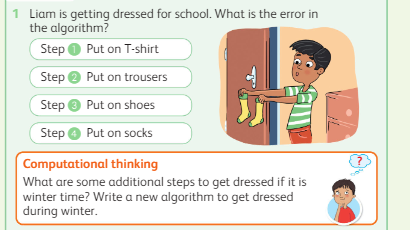 1 Liam is getting dressed for school. What is the error in
the algorithm?
Step 1 Put on T-shirt
Step 2 Put on trousers
Step 3 Put on shoes
Step 4 Put on socks
Computational thinking
?
What are some additional steps to get dressed if it is
winter time? Write a new algorithm to get dressed
during winter.